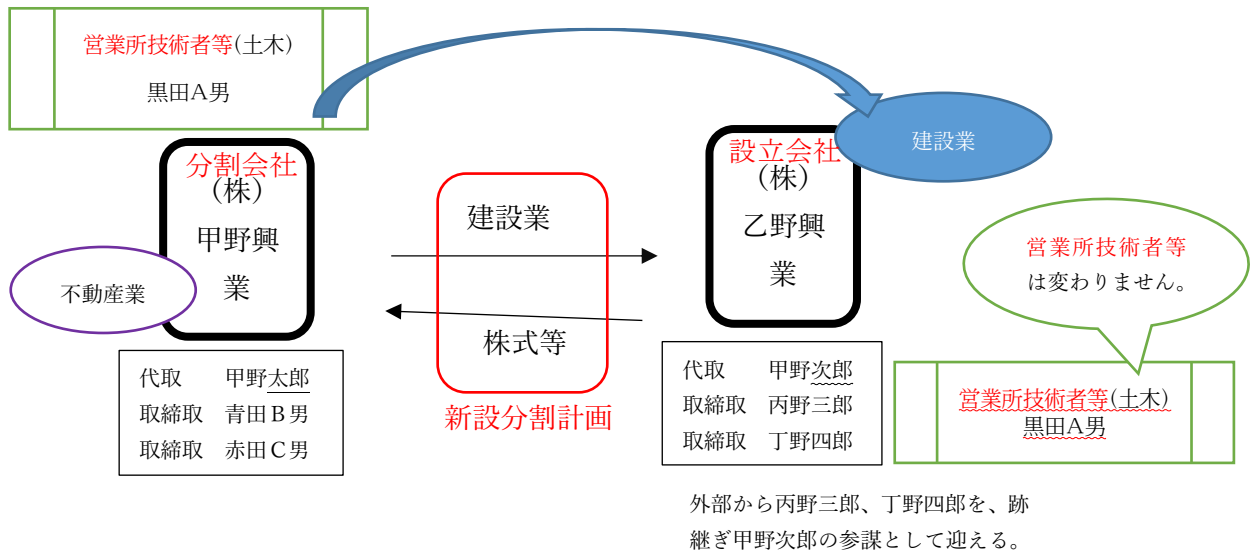 営業所技術者等(土木)
黒田A男
建設業
分割会社
(株)
甲野興
業
不動産業
建設業
株式等
新設分割計画
設立会社
(株)
乙野興
業
営業所技術者等
は変わりません。
代取 甲野太郎
取締取 青田B男
取締取 赤田C男
代取 甲野次郎
取締取 丙野三郎
取締取 丁野四郎
営業所技術者等(土木)
黒田A男
外部から丙野三郎、丁野四郎を、跡
継ぎ甲野次郎の参謀として迎える。